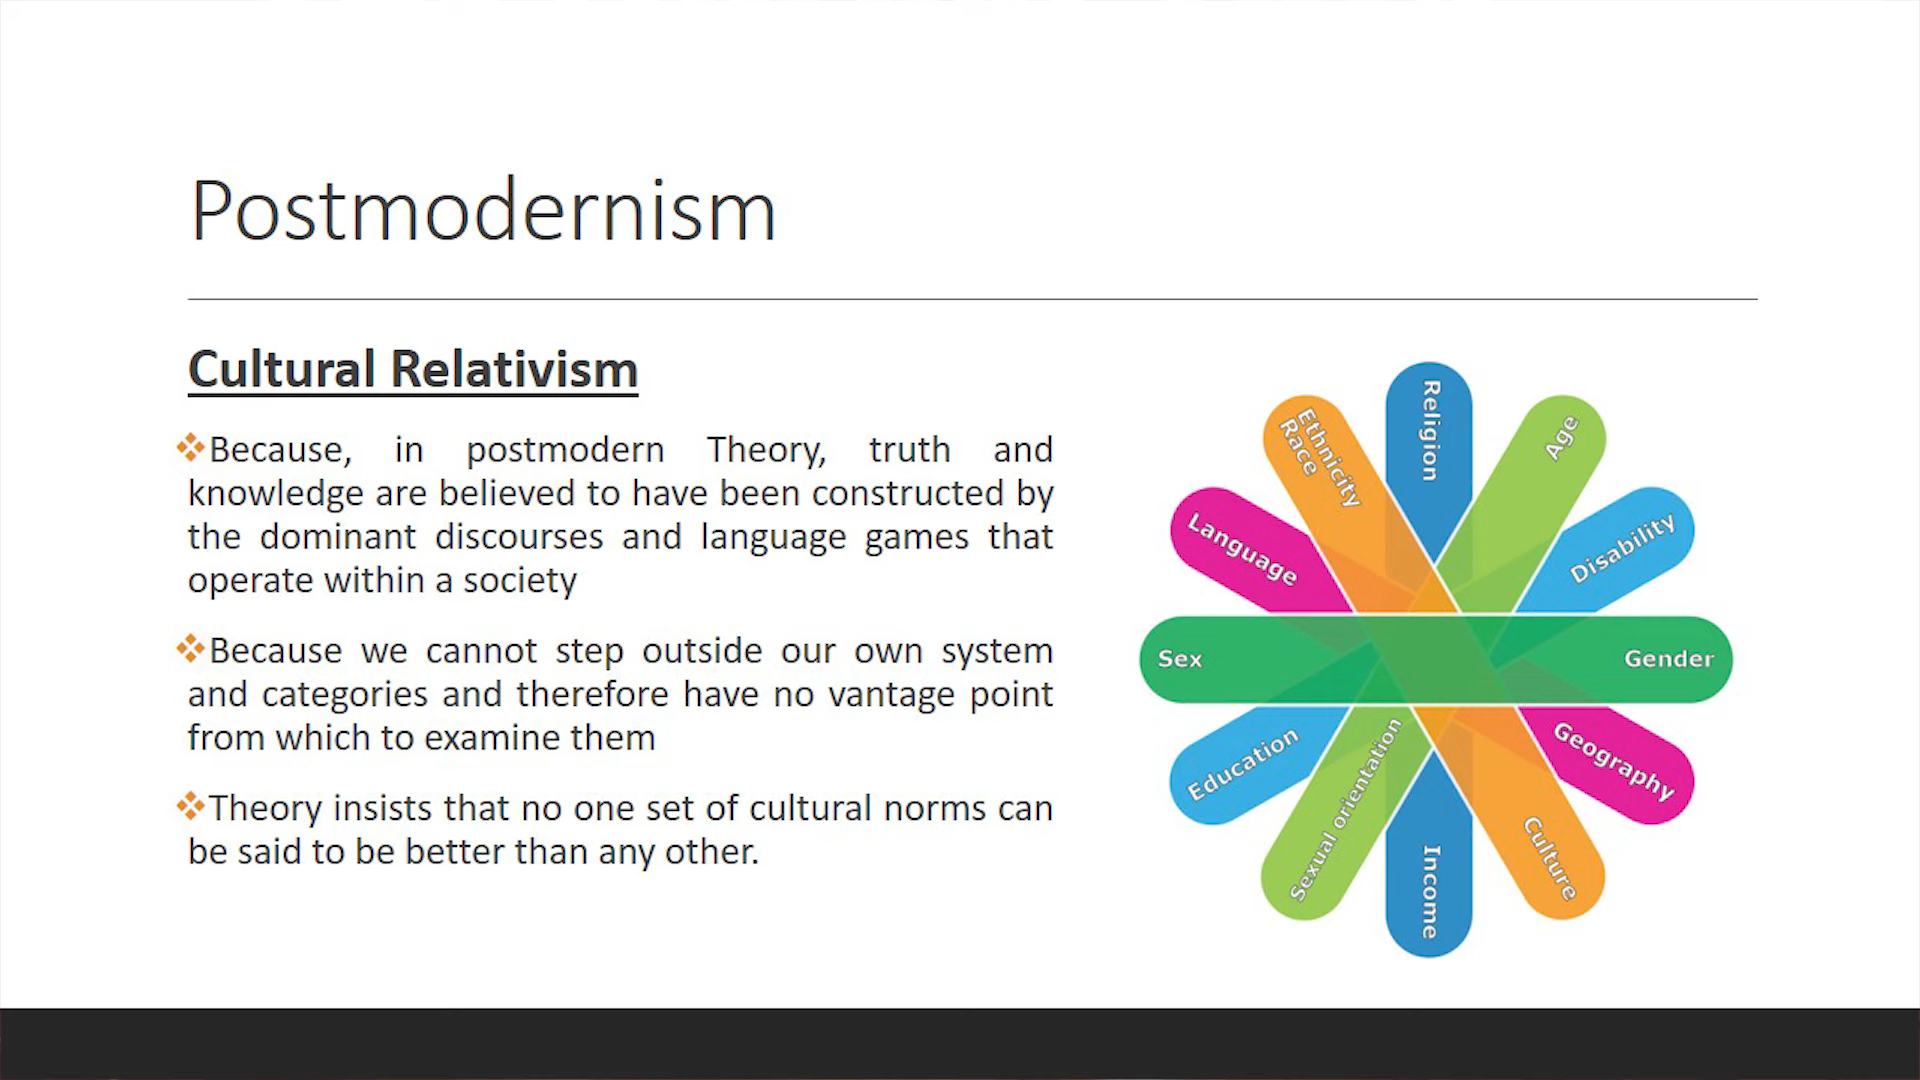 Postmodernism
Cultural Relativism
❖Because, in postmodern Theory, truth and
knowledge are believed to have been constructed by
the dominant discourses and language games that
operate within a society
❖Because we cannot step outside our own system
and categories and therefore have no vantage point
from which to examine them
❖Theory insists that no one set of cultural norms can
be said to be better than any other.
Religion
Age
Disability
Gender
Geography
Culture
Income
Sexual orientation
Education
Sex
Language
Ethnicity
Race